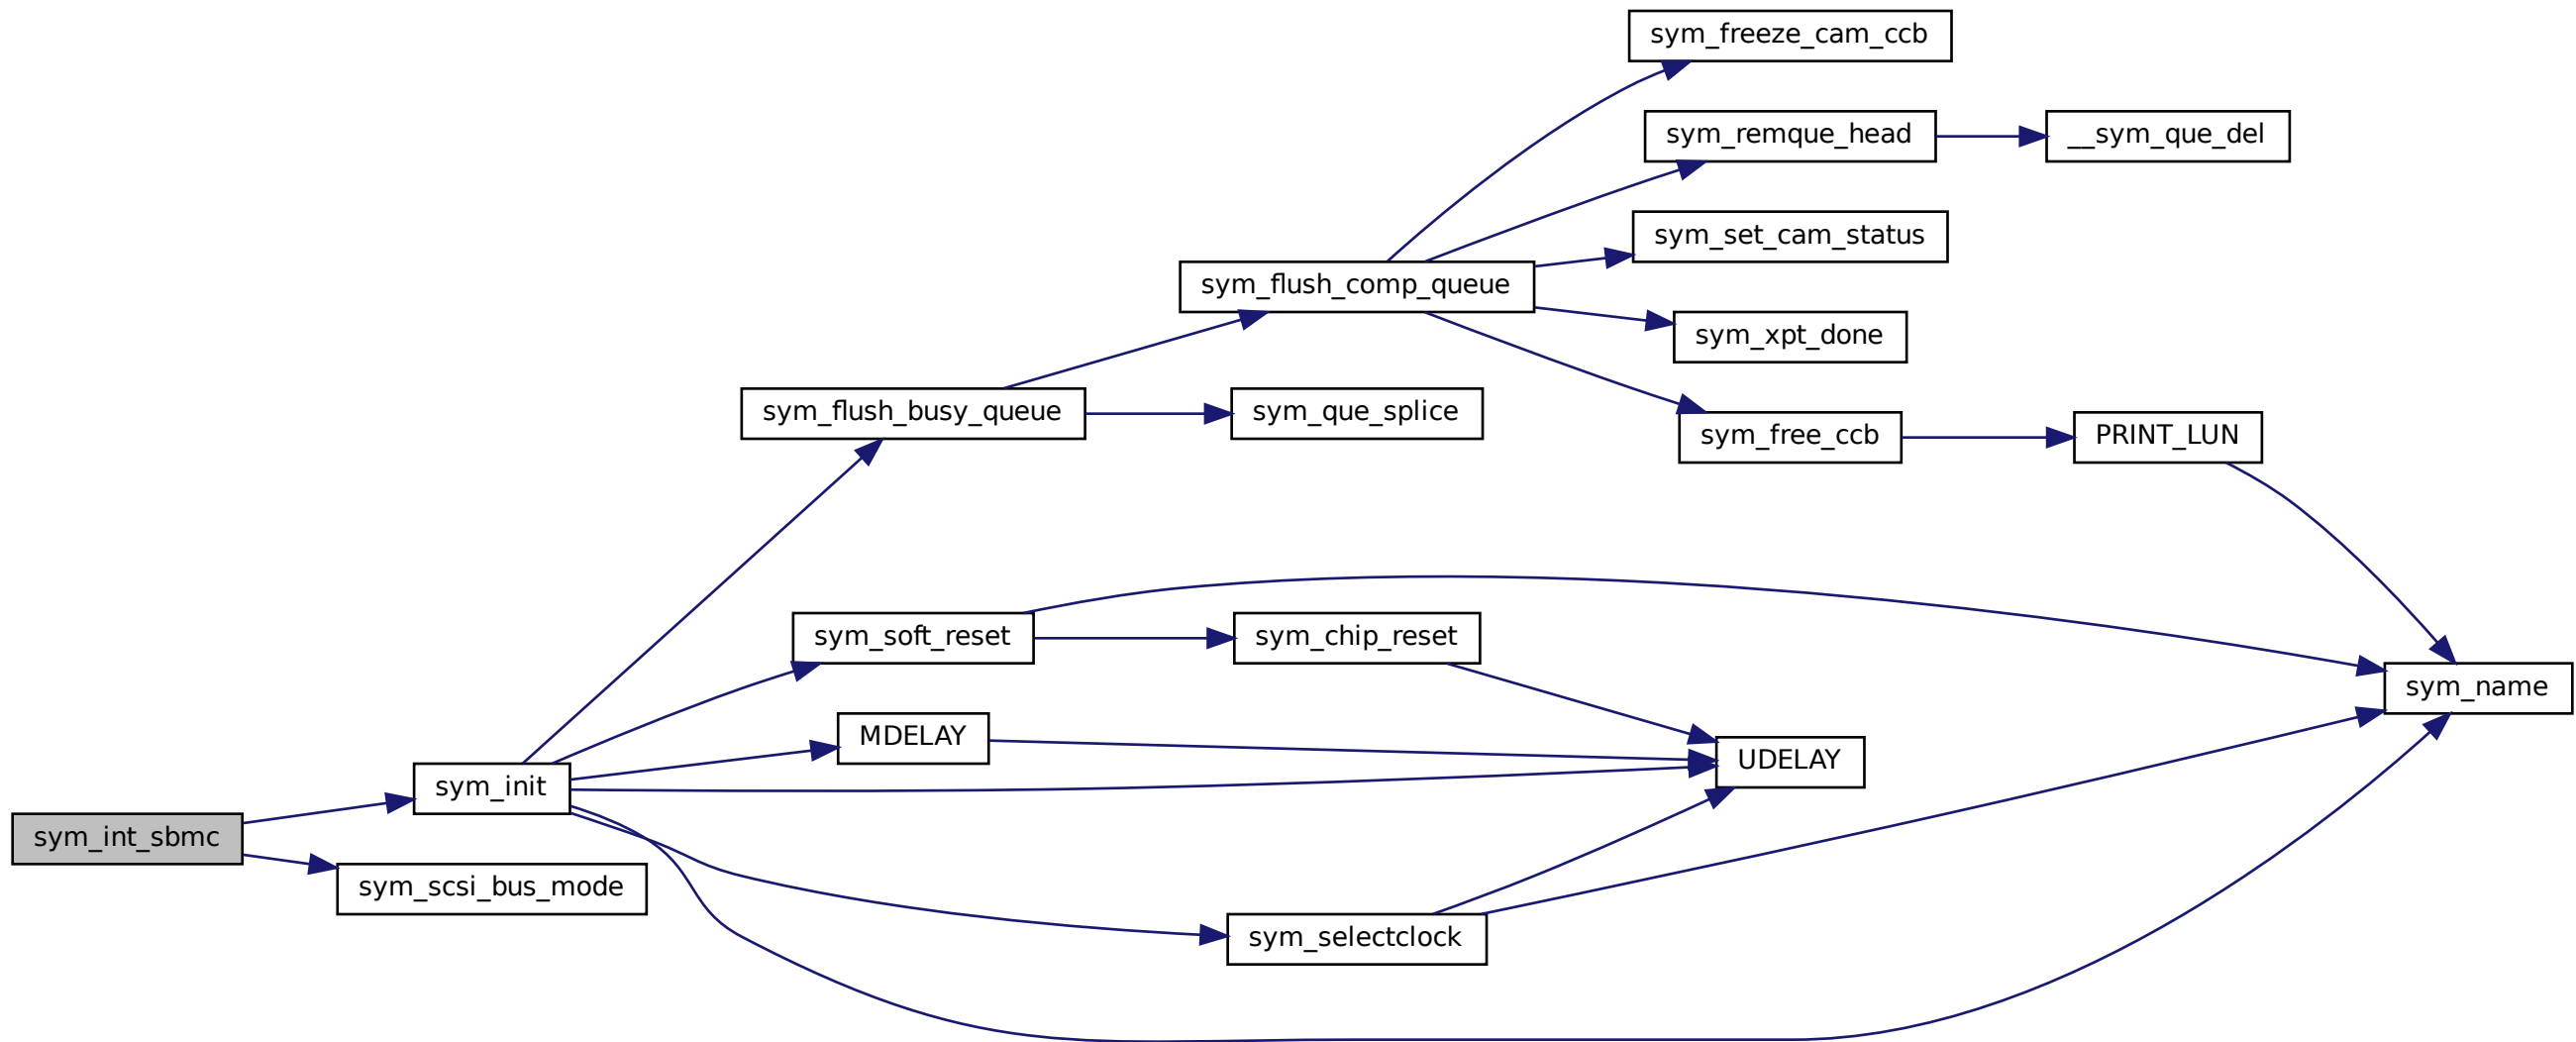 sym_freeze_cam_ccb
sym_remque_head
__sym_que_del
sym_set_cam_status
sym_flush_comp_queue
sym_xpt_done
sym_flush_busy_queue
sym_que_splice
sym_free_ccb
PRINT_LUN
sym_soft_reset
sym_chip_reset
sym_name
MDELAY
UDELAY
sym_init
sym_int_sbmc
sym_scsi_bus_mode
sym_selectclock